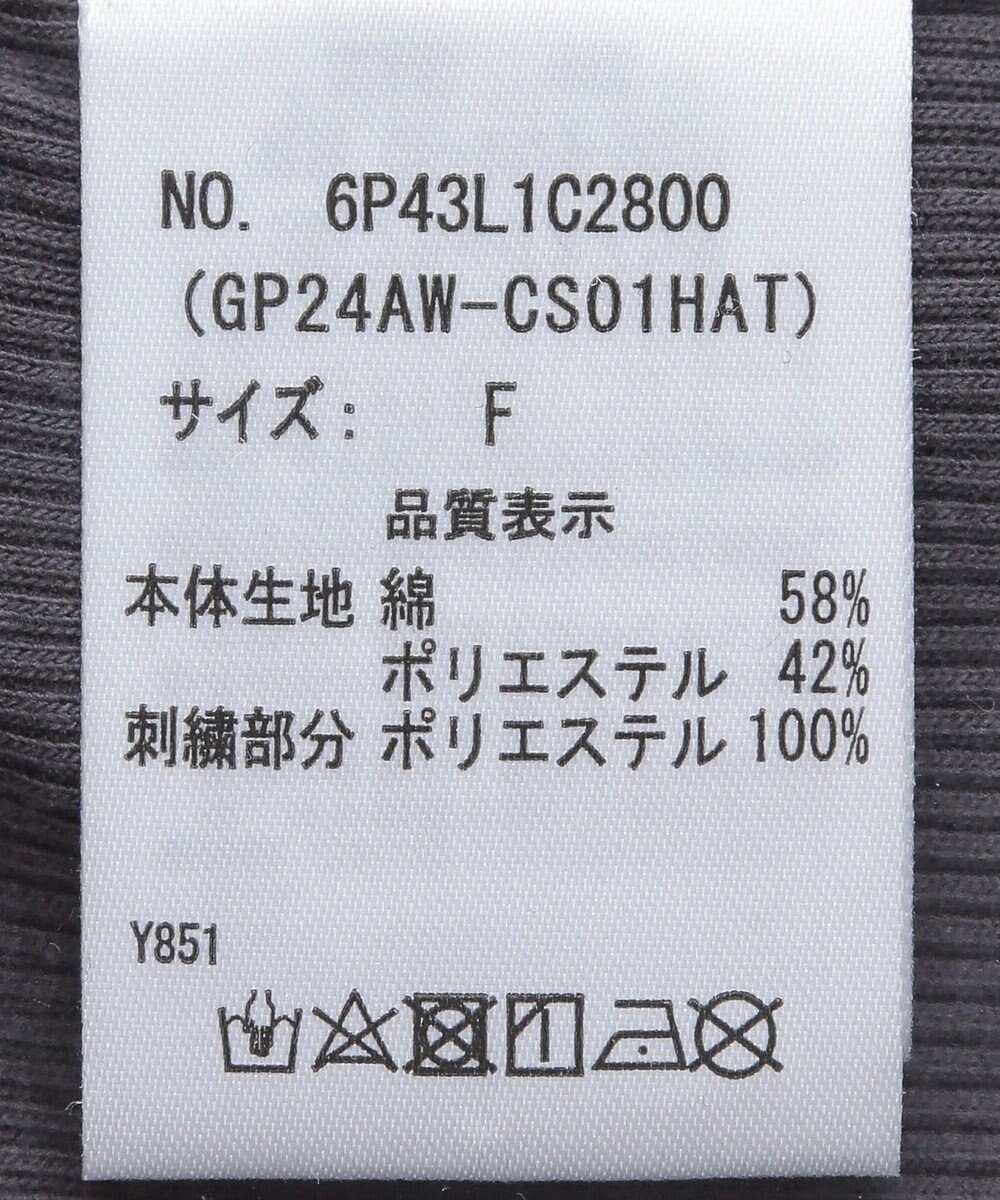 NO. 6P43L1C2800
(GP24AW-CS01HAT)
サイズ: F
品質表示
本体生地 綿 58%
ポリエステル 42%
刺繍部分 ポリエステル 100%
Y851